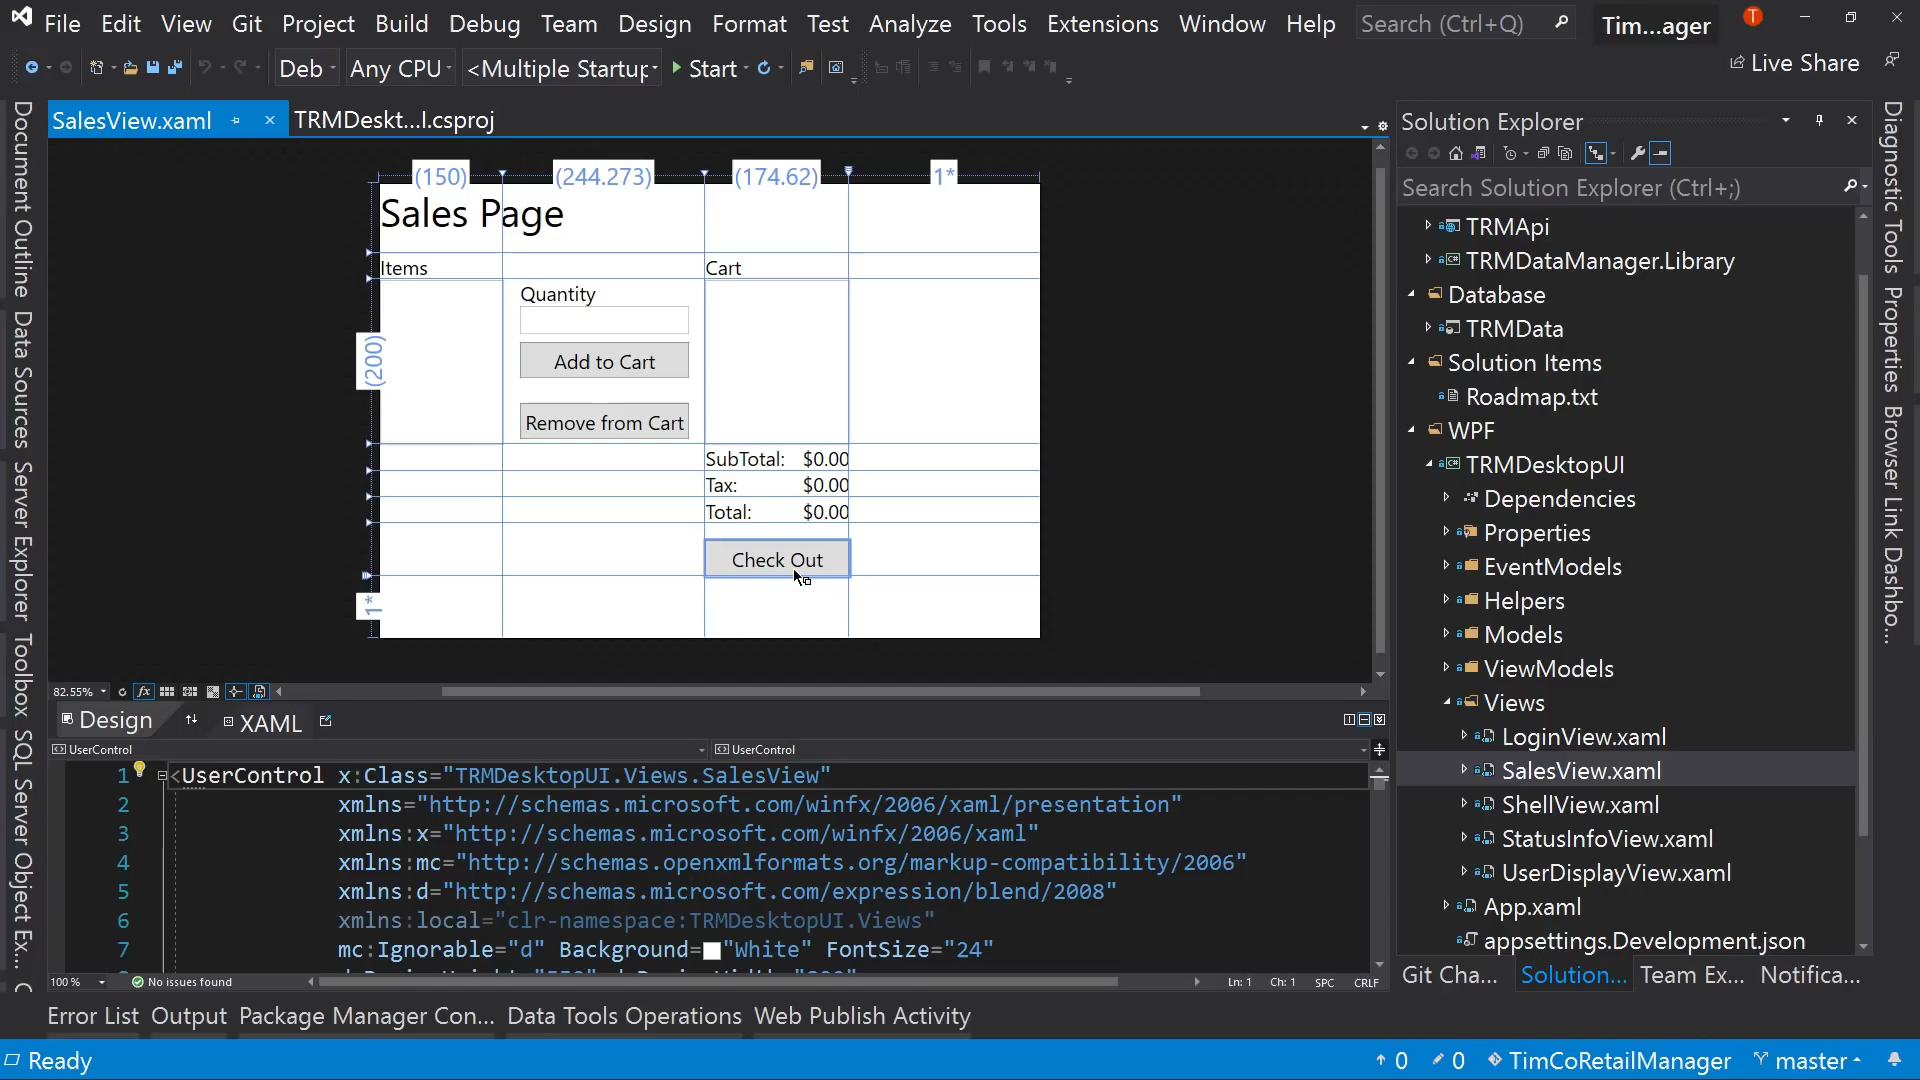 File Edit View Git Project Build Debug Team Design Format Test Analyze Tools Extensions Window Help Search (Ctrl+Q) Tim...ager
Deb Any CPU <Multiple Startup Start Live Share
SalesView.xaml TRMDeskt...I.csproj
Document Outline
Data Sources
Server Explorer
Toolbox
SQL Server Object Ex...
(150) (244.273) (174.62) 1*
Sales Page
Items Cart
Quantity
(200)
Add to Cart
Remove from Cart
SubTotal: $0.00
Tax: $0.00
Total: $0.00
Check Out
1*
82.55% fx
Design XAML
UserControl UserControl
1 <UserControl x:Class="TRMDesktopUI.Views.SalesView"
2 xmlns="http://schemas.microsoft.com/winfx/2006/xaml/presentation"
3 xmlns:x="http://schemas.microsoft.com/winfx/2006/xaml"
4 xmlns:mc="http://schemas.openxmlformats.org/markup-compatibility/2006"
5 xmlns:d="http://schemas.microsoft.com/expression/blend/2008"
6 xmlns:local="clr-namespace:TRMDesktopUI.Views"
7 mc:Ignorable="d" Background="White" FontSize="24"
100 % No issues found Ln: 1 Ch: 1 SPC CRLF
Solution Explorer
Search Solution Explorer (Ctrl+;)
TRMApi
TRMDataManager.Library
Database
TRMData
Solution Items
Roadmap.txt
WPF
TRMDesktopUI
Dependencies
Properties
EventModels
Helpers
Models
ViewModels
Views
LoginView.xaml
SalesView.xaml
ShellView.xaml
StatusInfoView.xaml
UserDisplayView.xaml
App.xaml
appsettings.Development.json
Git Cha... Solution... Team Ex... Notifica...
Diagnostic Tools
Properties
Browser Link Dashbo...
Error List Output Package Manager Con... Data Tools Operations Web Publish Activity
Ready 0 0 TimCoRetailManager master